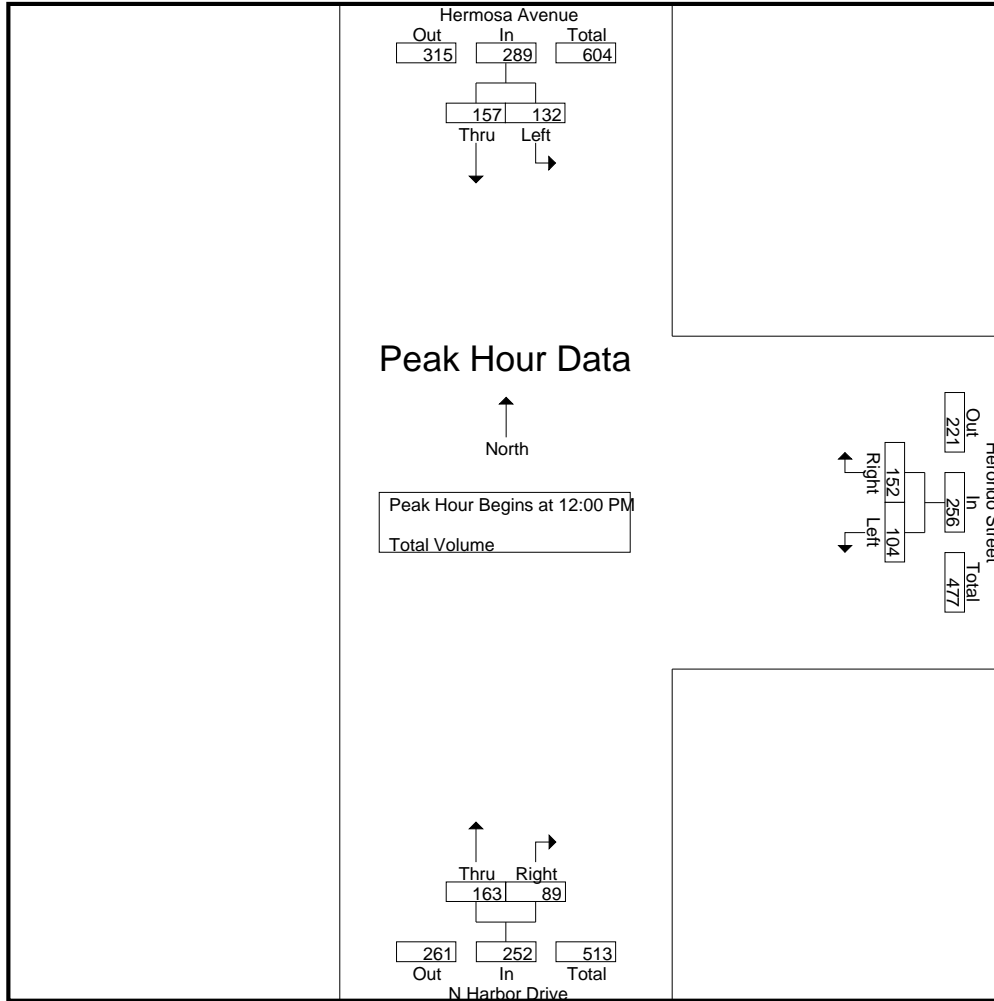 Hermosa Avenue
Out In Total
315 289 604
157 132
Thru Left
Peak Hour Data
North
Peak Hour Begins at 12:00 PM
Total Volume
Out In Total
221 256 477
Right Left
152 104
Street
Thru Right
163 89
261 252 513
Out In Total
N Harbor Drive